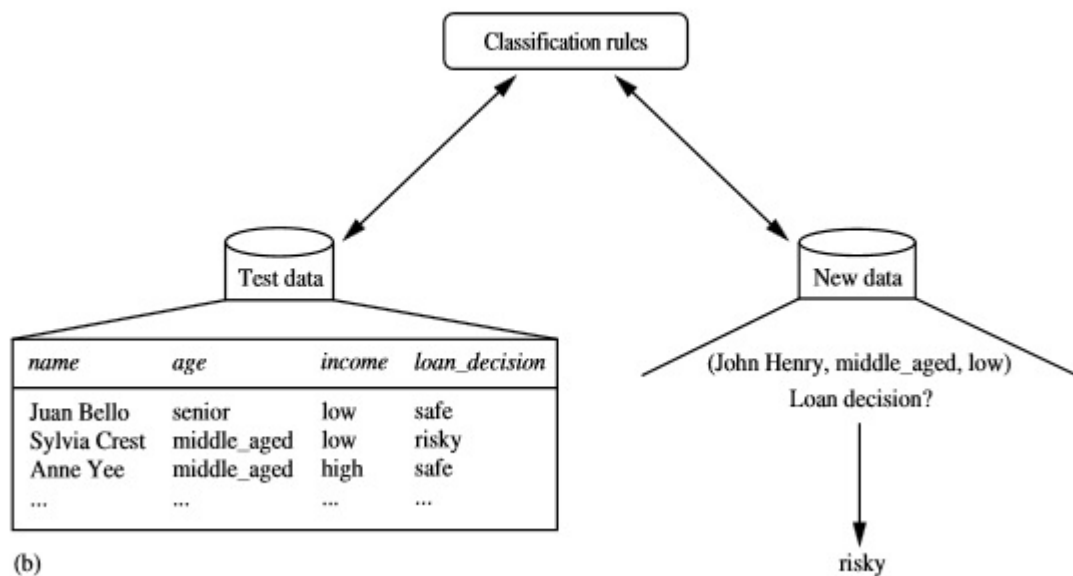 Classification rules
Test data
name age income loan_decision
Juan Bello senior low safe
Sylvia Crest middle_aged low risky
Anne Yee middle_aged high safe
... ... ... ...
New data
(John Henry, middle_aged, low)
Loan decision?
risky
(b)